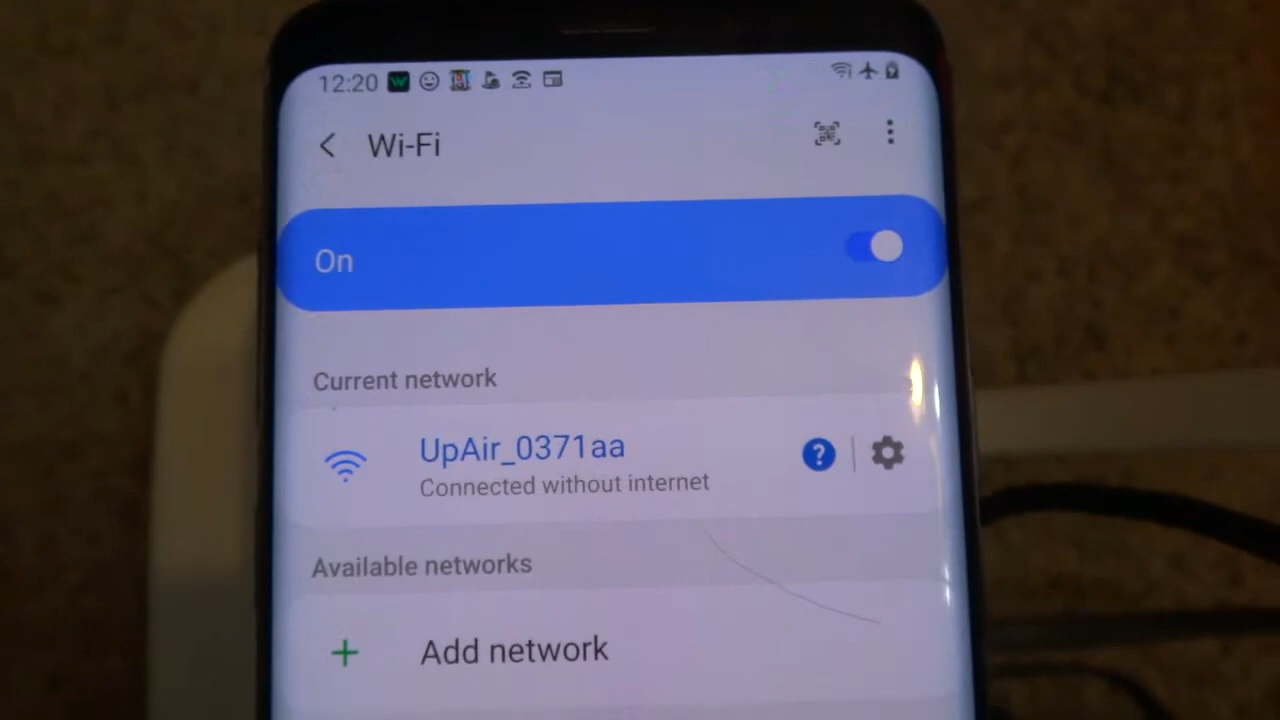 12:20
Wi-Fi
On
Current network
UpAir_0371aa
Connected without internet
Available networks
Add network